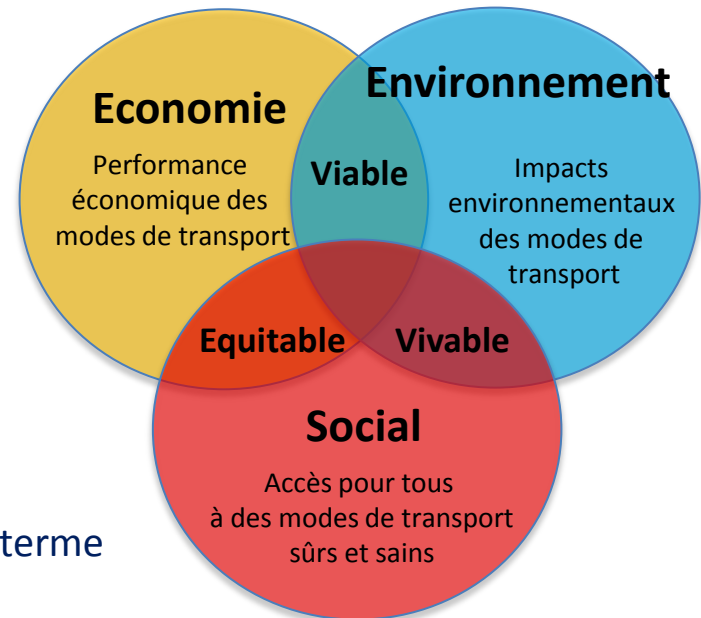 Economie
Performance
économique des
modes de transport
Viable
Environnement
Impacts
environnementaux
des modes de
transport
Equitable
Vivable
Social
Accès pour tous
à des modes de transport
sûrs et sains
terme